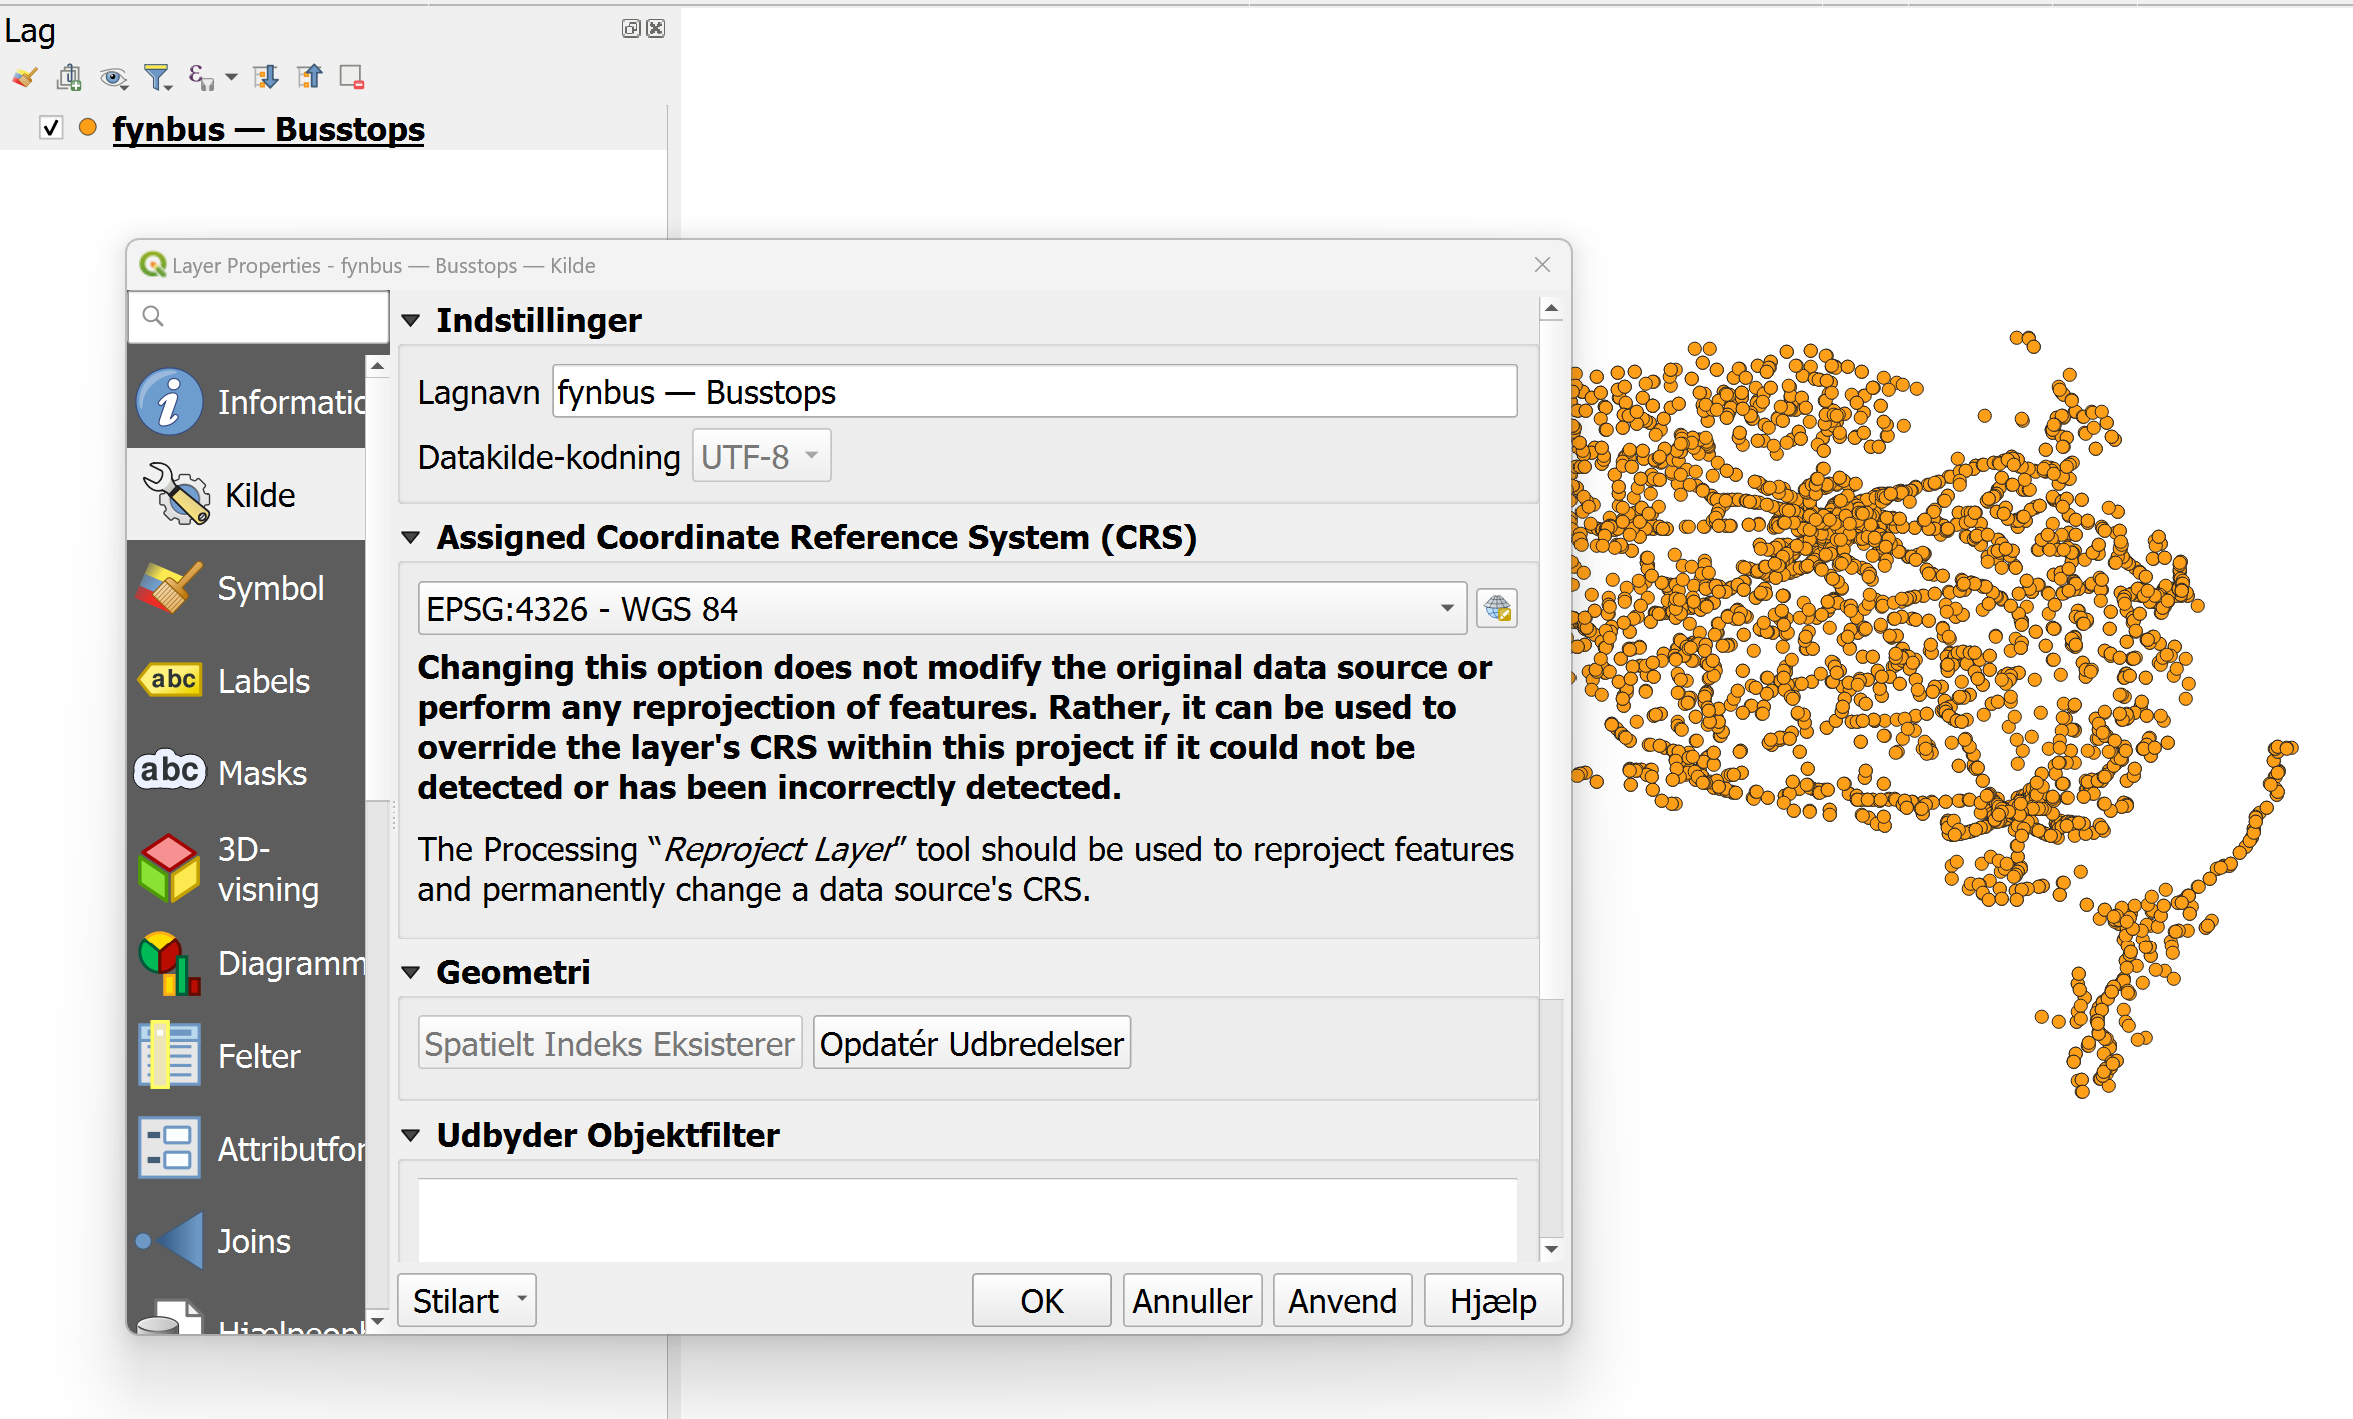 Lag
fynbus — Busstops
Layer Properties - fynbus — Busstops — Kilde
Informatic
Kilde
Symbol
abc Labels
abc Masks
3D-
visning
Diagramm
Felter
Attributfor
Joins
Indstillinger
Lagnavn fynbus — Busstops
Datakilde-kodning UTF-8
Assigned Coordinate Reference System (CRS)
EPSG:4326 - WGS 84
Changing this option does not modify the original data source or
perform any reprojection of features. Rather, it can be used to
override the layer's CRS within this project if it could not be
detected or has been incorrectly detected.
The Processing “Reproject Layer” tool should be used to reproject features
and permanently change a data source's CRS.
Geometri
Spatielt Indeks Eksisterer Opdatér Udbredelser
Udbyder Objektfilter
Stilart OK Annuller Anvend Hjælp